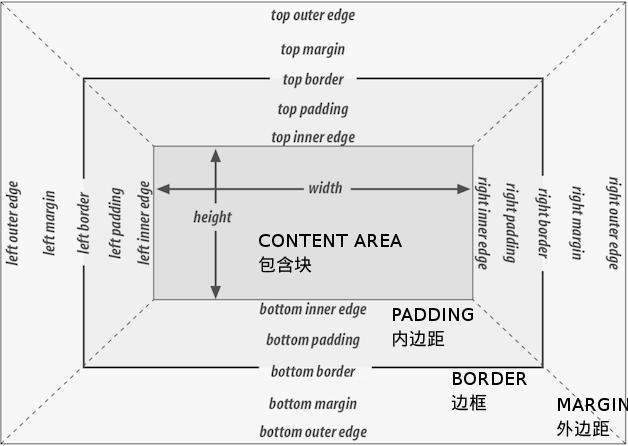 top outer edge
top margin
top border
top padding
top inner edge
left outer edge
left margin
left border
left padding
left inner edge
width
height
CONTENT AREA
包含块
right inner edge
right padding
right border
right margin
right outer edge
bottom inner edge
PADDING
内边距
bottom padding
bottom border
BORDER
边框
bottom margin
MARGIN
外边距
bottom outer edge